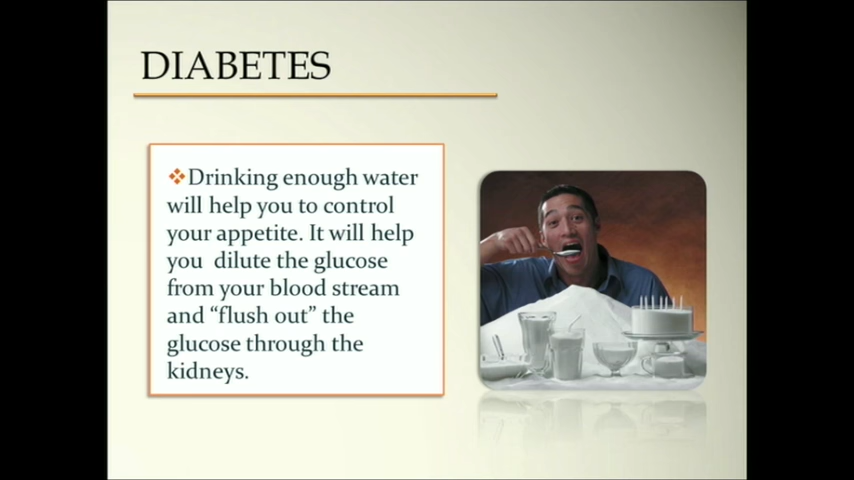 DIABETES
❖Drinking enough water
will help you to control
your appetite. It will help
you  dilute the glucose
from your blood stream
and “flush out” the
glucose through the
kidneys.